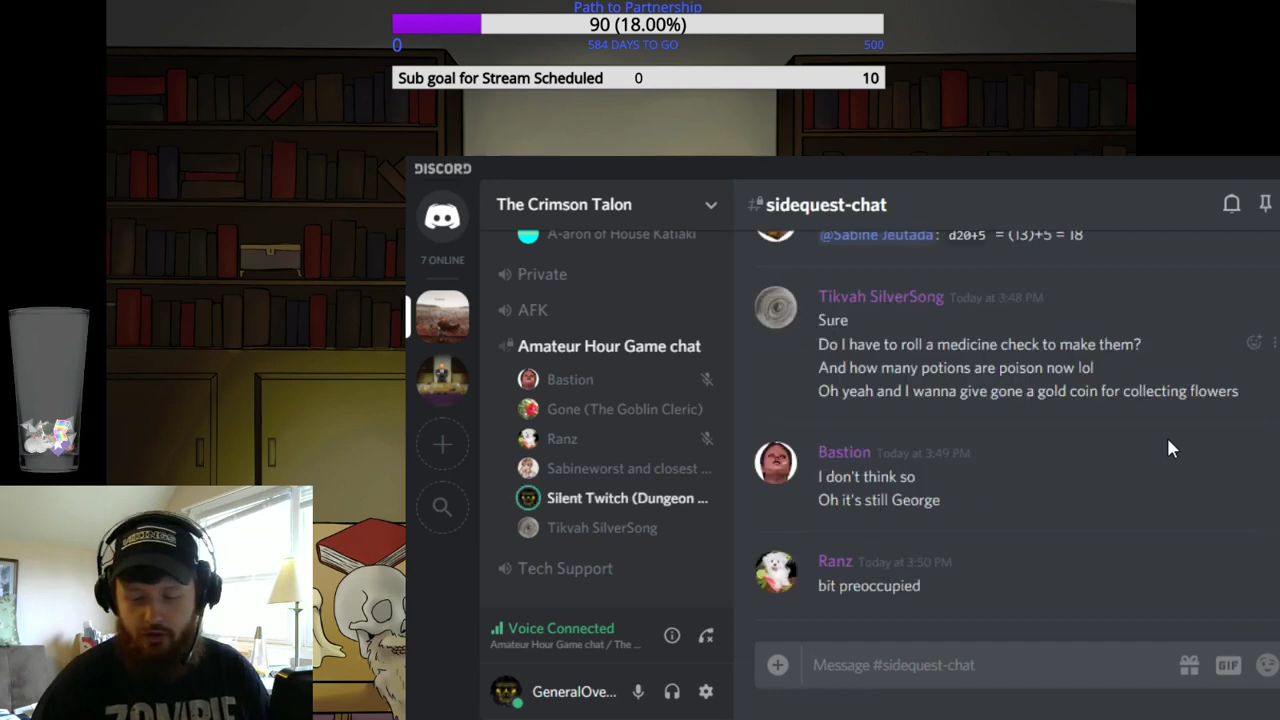 Path to Partnership
90 (18.00%)
0
584 DAYS TO GO
500
Sub goal for Stream Scheduled
0
10
DISCORD
The Crimson Talon
A-aron of House Katiaki
7 ONLINE
Private
AFK
Amateur Hour Game chat
Bastion
Gone (The Goblin Cleric)
Ranz
Sabineworst and closest ...
Silent Twitch (Dungeon ...
Tikvah SilverSong
Tech Support
Voice Connected
Amateur Hour Game chat / The ...
GeneralOve...
#sidequest-chat
@Sabine Jeutada: d20+5 = (13)+5 = 18
Tikvah SilverSong Today at 3:48 PM
Sure
Do I have to roll a medicine check to make them?
And how many potions are poison now lol
Oh yeah and I wanna give gone a gold coin for collecting flowers
Bastion Today at 3:49 PM
I don't think so
Oh it's still George
Ranz Today at 3:50 PM
bit preoccupied
Message #sidequest-chat
GIF
VIKINGS
ZOMBIE